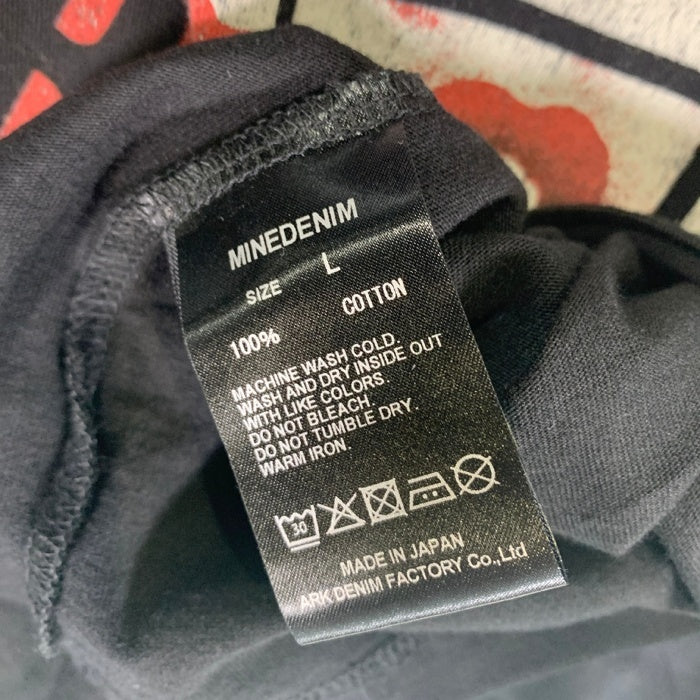 MINEDENIM
SIZE L
100% COTTON
MACHINE WASH COLD.
WASH AND DRY INSIDE OUT
WITH LIKE COLORS.
DO NOT BLEACH
DO NOT TUMBLE DRY.
WARM IRON.
30
MADE IN JAPAN
ARK DENIM FACTORY Co.,Ltd